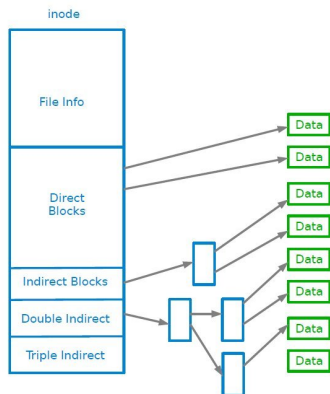 inode
File Info
Data
Data
Direct
Blocks
Data
Data
Data
Indirect Blocks
Data
Double Indirect
Data
Triple Indirect
Data